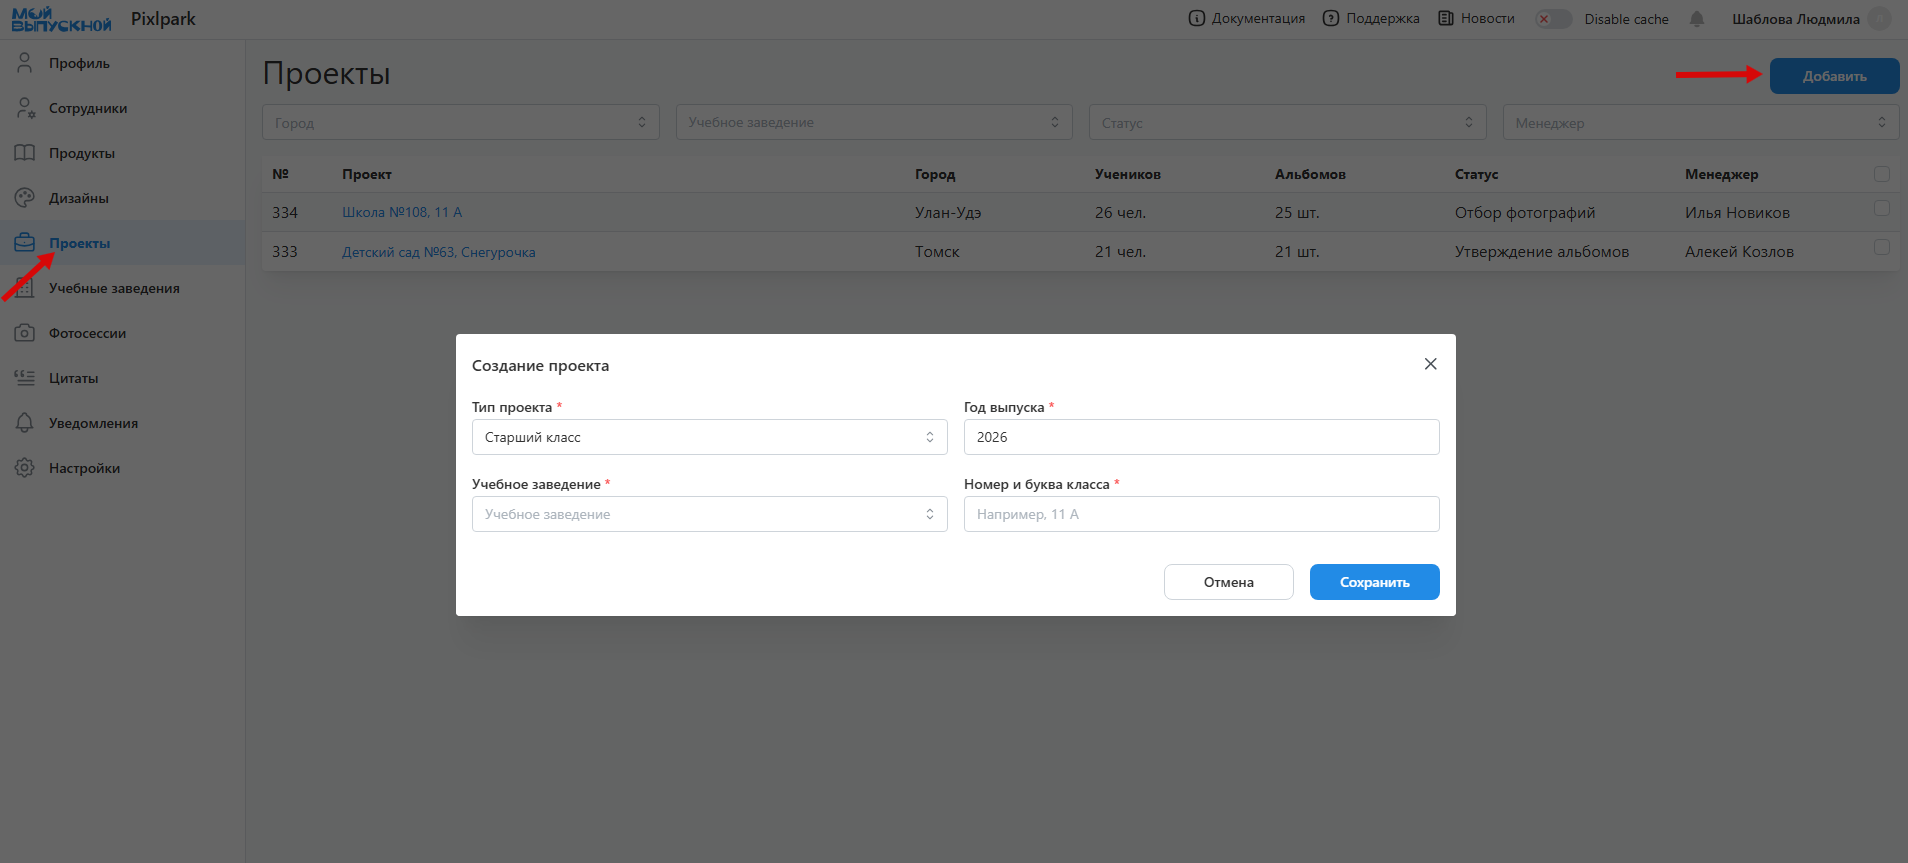 МОЙ ВЫПУСКНОЙ
Pixlpark
Документация
Поддержка
Новости
Disable cache
Шаблова Людмила
Профиль
Сотрудники
Продукты
Дизайны
Проекты
Учебные заведения
Фотосессии
Цитаты
Уведомления
Настройки
Проекты
Добавить
Город
Учебное заведение
Статус
Менеджер
№ Проект Город Учеников Альбомов Статус Менеджер
334 Школа №108, 11 А Улан-Удэ 26 чел. 25 шт. Отбор фотографий Илья Новиков
333 Детский сад №63, Снегурочка Томск 21 чел. 21 шт. Утверждение альбомов Алекей Козлов
Создание проекта
Тип проекта *
Старший класс
Год выпуска *
2026
Учебное заведение *
Учебное заведение
Номер и буква класса *
Например, 11 А
Отмена
Сохранить